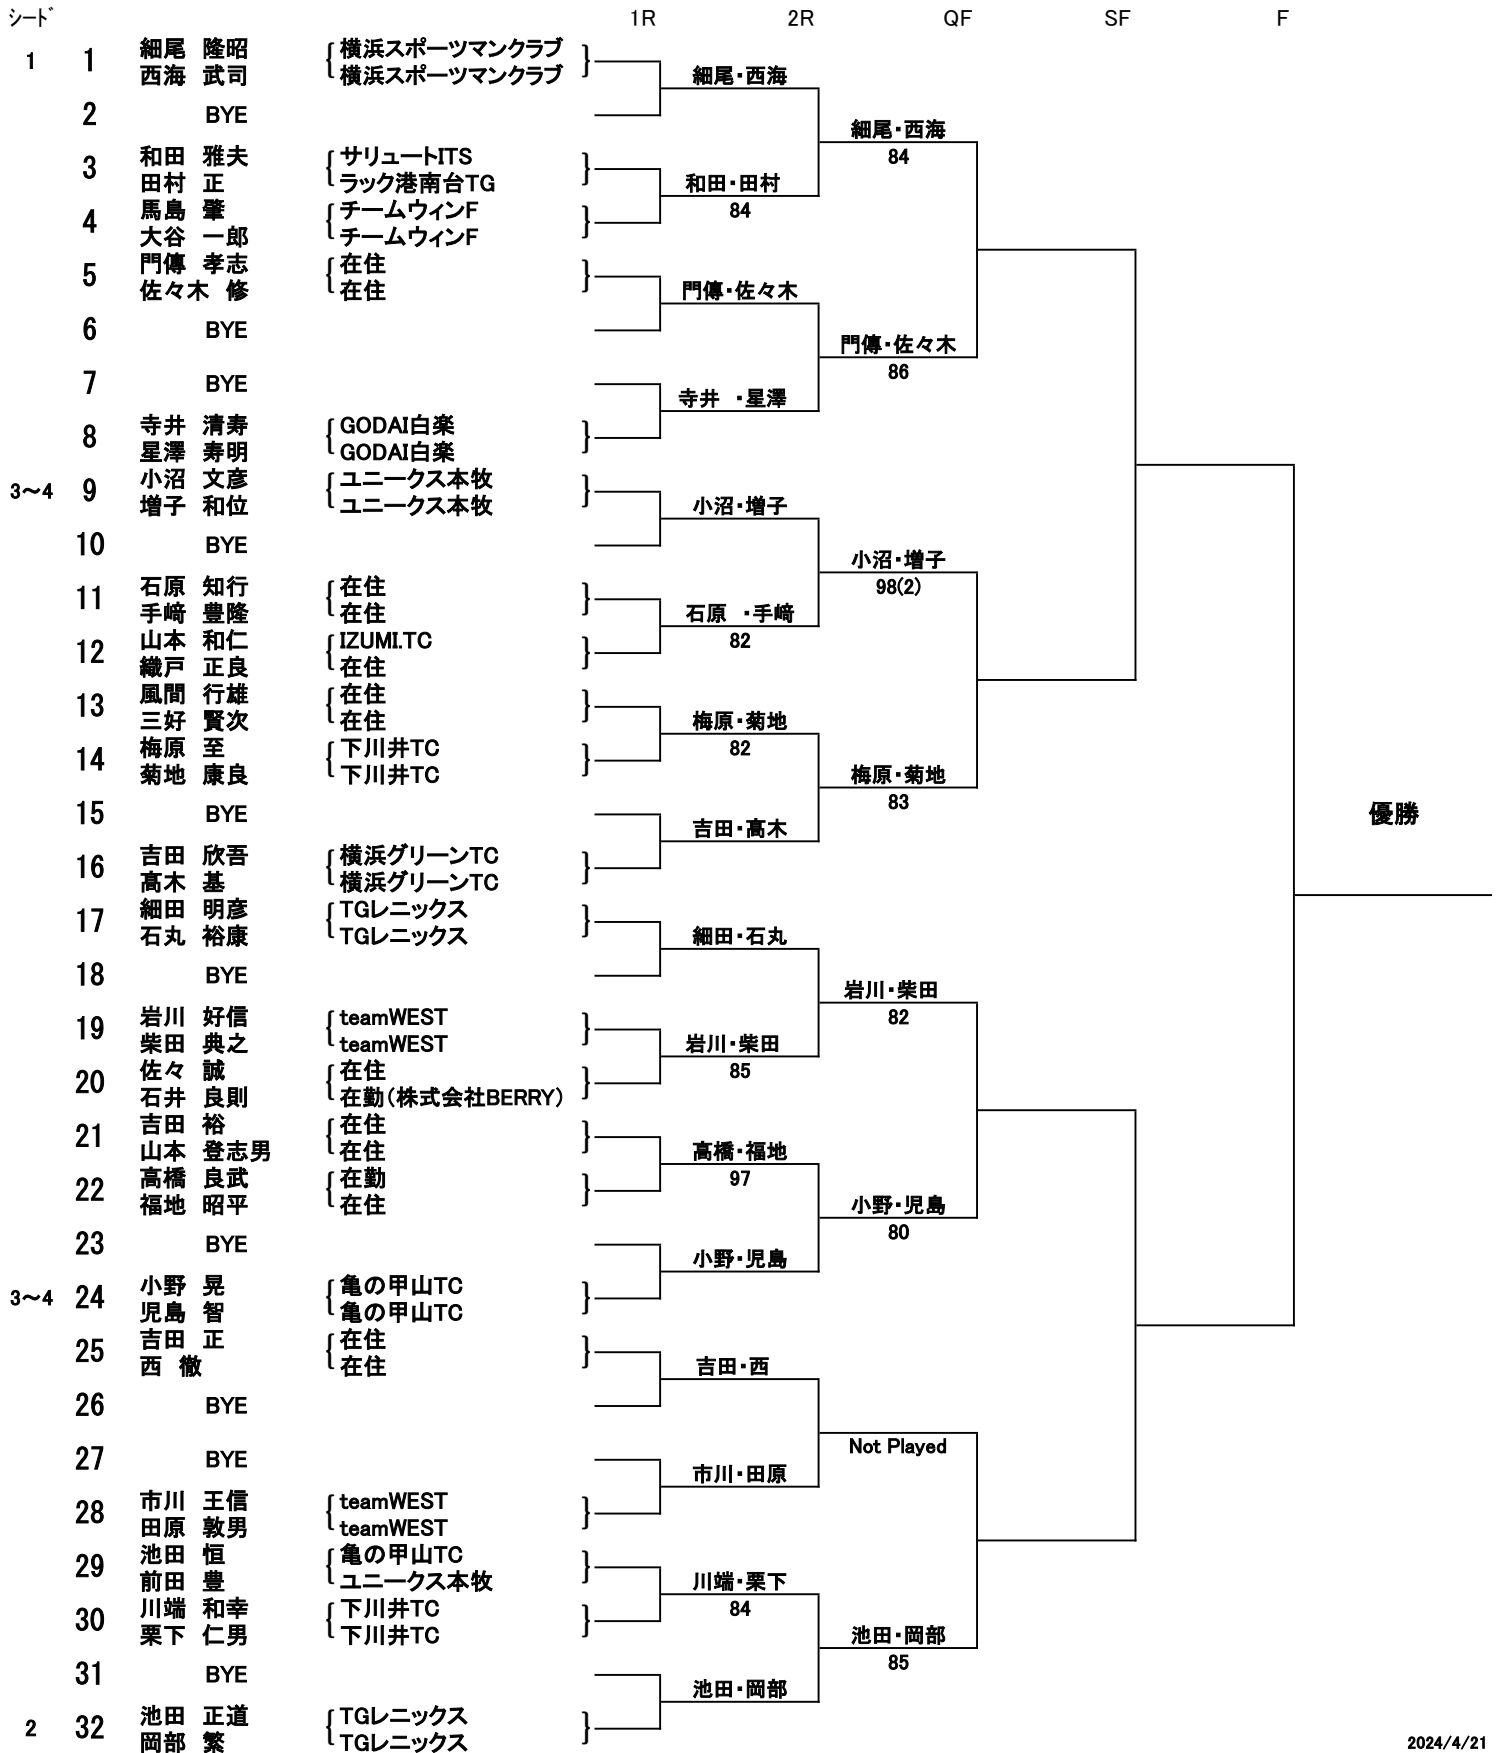 ｼｰﾄﾞ 1R 2R QF SF F
1 1 細尾 隆昭 横浜スポーツマンクラブ
西海 武司 横浜スポーツマンクラブ
細尾・西海
2 BYE
細尾・西海
84
3 和田 雅夫 サリュートITS
田村 正 ラック港南台TG
和田・田村
84
4 馬島 肇 チームウィンF
大谷 一郎 チームウィンF
5 門傳 孝志 在住
佐々木 修 在住
門傳・佐々木
6 BYE
門傳・佐々木
86
7 BYE
寺井 ・星澤
8 寺井 清寿 GODAI白楽
星澤 寿明 GODAI白楽
3～4 9 小沼 文彦 ユニークス本牧
増子 和位 ユニークス本牧
小沼・増子
10 BYE
小沼・増子
98(2)
11 石原 知行 在住
手﨑 豊隆 在住
石原 ・手﨑
82
12 山本 和仁 IZUMI.TC
織戸 正良 在住
13 風間 行雄 在住
三好 賢次 在住
梅原・菊地
82
14 梅原 至 下川井TC
菊地 康良 下川井TC
梅原・菊地
83
15 BYE
優勝
吉田・髙木
16 吉田 欣吾 横浜グリーンTC
髙木 基 横浜グリーンTC
17 細田 明彦 TGレニックス
石丸 裕康 TGレニックス
細田・石丸
18 BYE
岩川・柴田
82
19 岩川 好信 teamWEST
柴田 典之 teamWEST
岩川・柴田
85
20 佐々 誠 在住
石井 良則 在勤（株式会社BERRY）
21 吉田 裕 在住
山本 登志男 在住
高橋・福地
97
22 高橋 良武 在勤
福地 昭平 在住
小野・児島
80
23 BYE
小野・児島
3～4 24 小野 晃 亀の甲山TC
児島 智 亀の甲山TC
25 吉田 正 在住
西 徹 在住
吉田・西
26 BYE
Not Played
27 BYE
市川・田原
28 市川 王信 teamWEST
田原 敦男 teamWEST
29 池田 恒 亀の甲山TC
前田 豊 ユニークス本牧
川端・栗下
84
30 川端 和幸 下川井TC
栗下 仁男 下川井TC
池田・岡部
85
31 BYE
池田・岡部
2 32 池田 正道 TGレニックス
岡部 繁 TGレニックス
2024/4/21